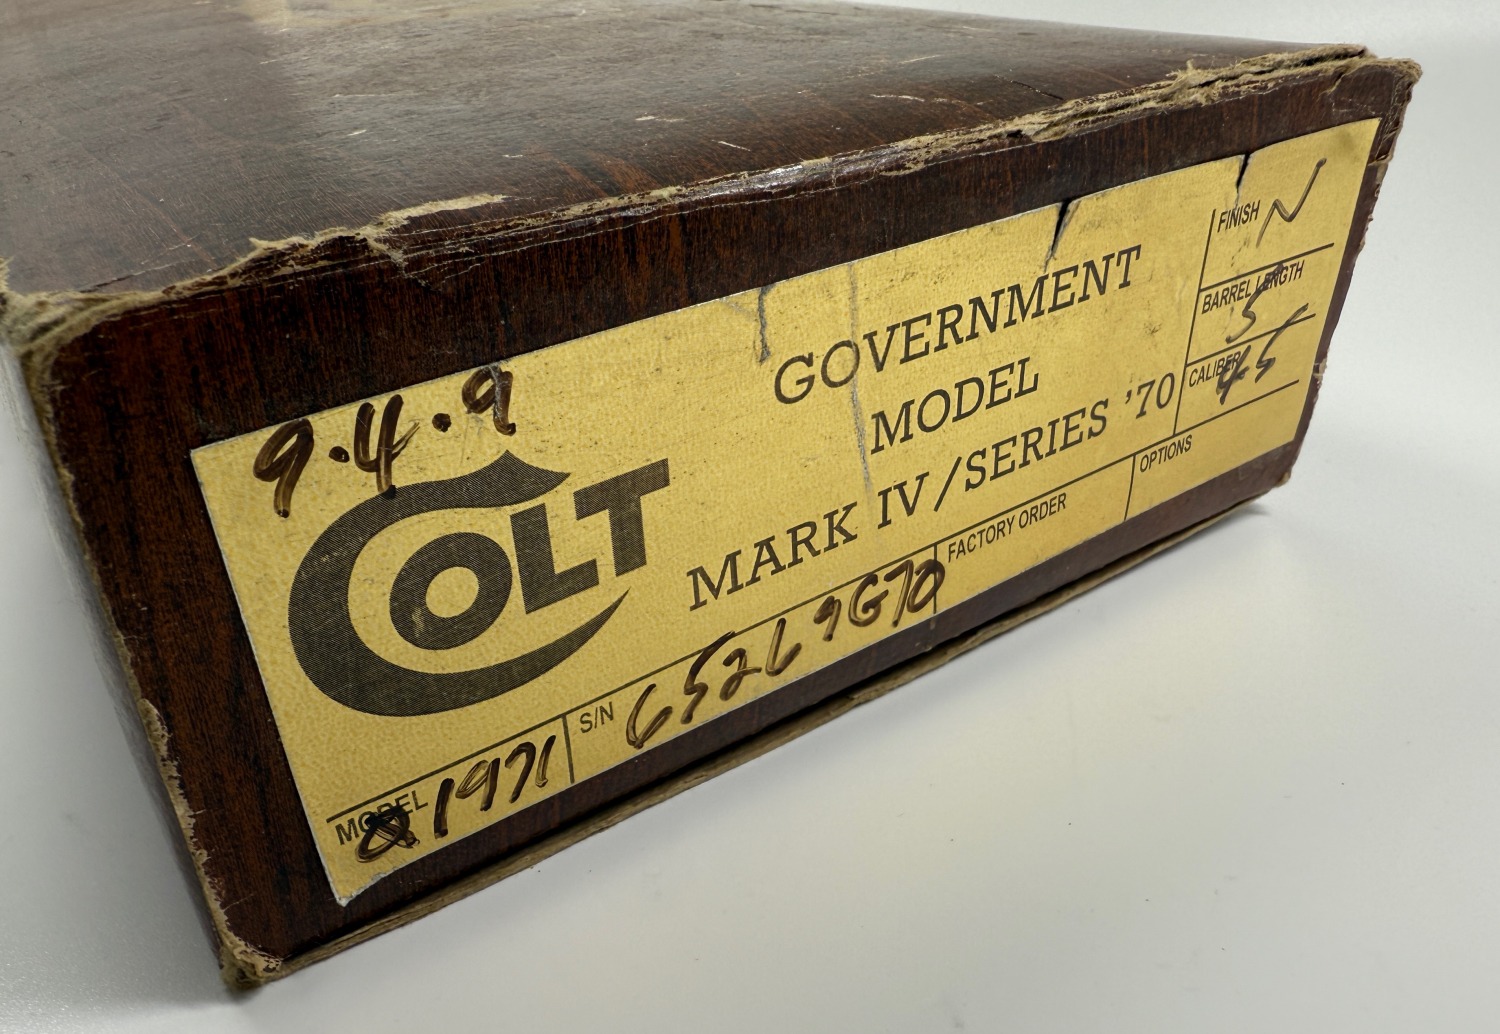 9.4.9
COLT
GOVERNMENT
MODEL
MARK IV/SERIES '70
FINISH N
BARREL LENGTH 5
CALIBER 45
MODEL 1971
S/N 65269G70
FACTORY ORDER
OPTIONS